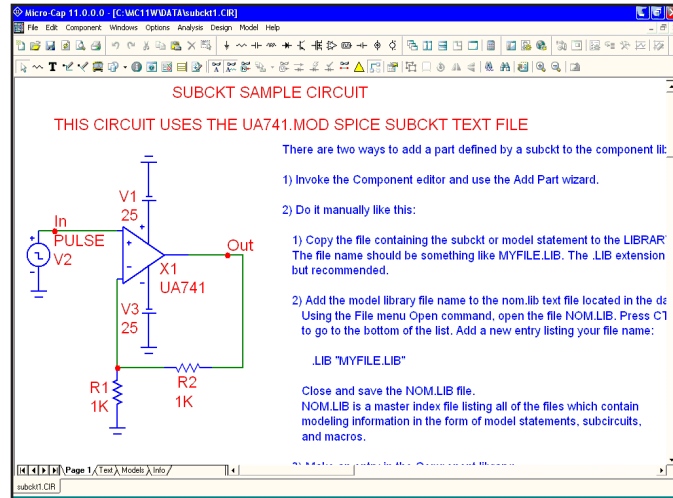 Micro-Cap 11.0.0.0 - [C:\MC11W\DATA\subckt1.CIR]
File Edit Component Windows Options Analysis Design Model Help
SUBCKT SAMPLE CIRCUIT
THIS CIRCUIT USES THE UA741.MOD SPICE SUBCKT TEXT FILE
There are two ways to add a part defined by a subckt to the component lib
1) Invoke the Component editor and use the Add Part wizard.
2) Do it manually like this:
1) Copy the file containing the subckt or model statement to the LIBRARY
The file name should be something like MYFILE.LIB. The .LIB extension
but recommended.
2) Add the model library file name to the nom.lib text file located in the da
Using the File menu Open command, open the file NOM.LIB. Press CT
to go to the bottom of the list. Add a new entry listing your file name:
.LIB "MYFILE.LIB"
Close and save the NOM.LIB file.
NOM.LIB is a master index file listing all of the files which contain
modeling information in the form of model statements, subcircuits,
and macros.
V1
25
In
PULSE
V2
Out
X1
UA741
V3
25
R1
1K
R2
1K
Page 1 Text Models Info
subckt1.CIR